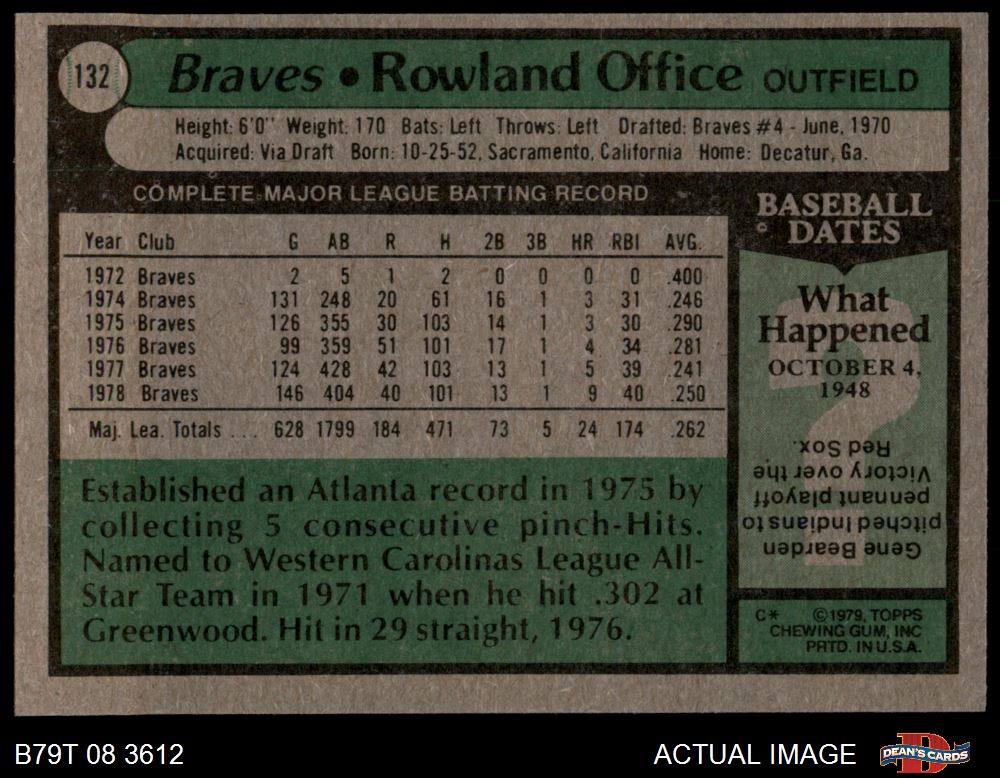 132
Braves • Rowland Office OUTFIELD
Height: 6'0" Weight: 170 Bats: Left Throws: Left Drafted: Braves #4 - June, 1970
Acquired: Via Draft Born: 10-25-52, Sacramento, California Home: Decatur, Ga.
COMPLETE MAJOR LEAGUE BATTING RECORD
Year Club G AB R H 2B 3B HR RBI AVG.
1972 Braves 2 5 1 2 0 0 0 0 .400
1974 Braves 131 248 20 61 16 1 3 31 .246
1975 Braves 126 355 30 103 14 1 3 30 .290
1976 Braves 99 359 51 101 17 1 4 34 .281
1977 Braves 124 428 42 103 13 1 5 39 .241
1978 Braves 146 404 40 101 13 1 9 40 .250
Maj. Lea. Totals ... 628 1799 184 471 73 5 24 174 .262
Established an Atlanta record in 1975 by
collecting 5 consecutive pinch-Hits.
Named to Western Carolinas League All-
Star Team in 1971 when he hit .302 at
Greenwood. Hit in 29 straight, 1976.
BASEBALL
DATES
What
Happened
OCTOBER 4,
1948
?
Gene Bearden
pitched Indians to
pennant playoff
Victory over the
Red Sox.
C* ©1979, TOPPS
CHEWING GUM, INC
PRTD. IN U.S.A.
B79T 08 3612
ACTUAL IMAGE
D
DEAN'S CARDS